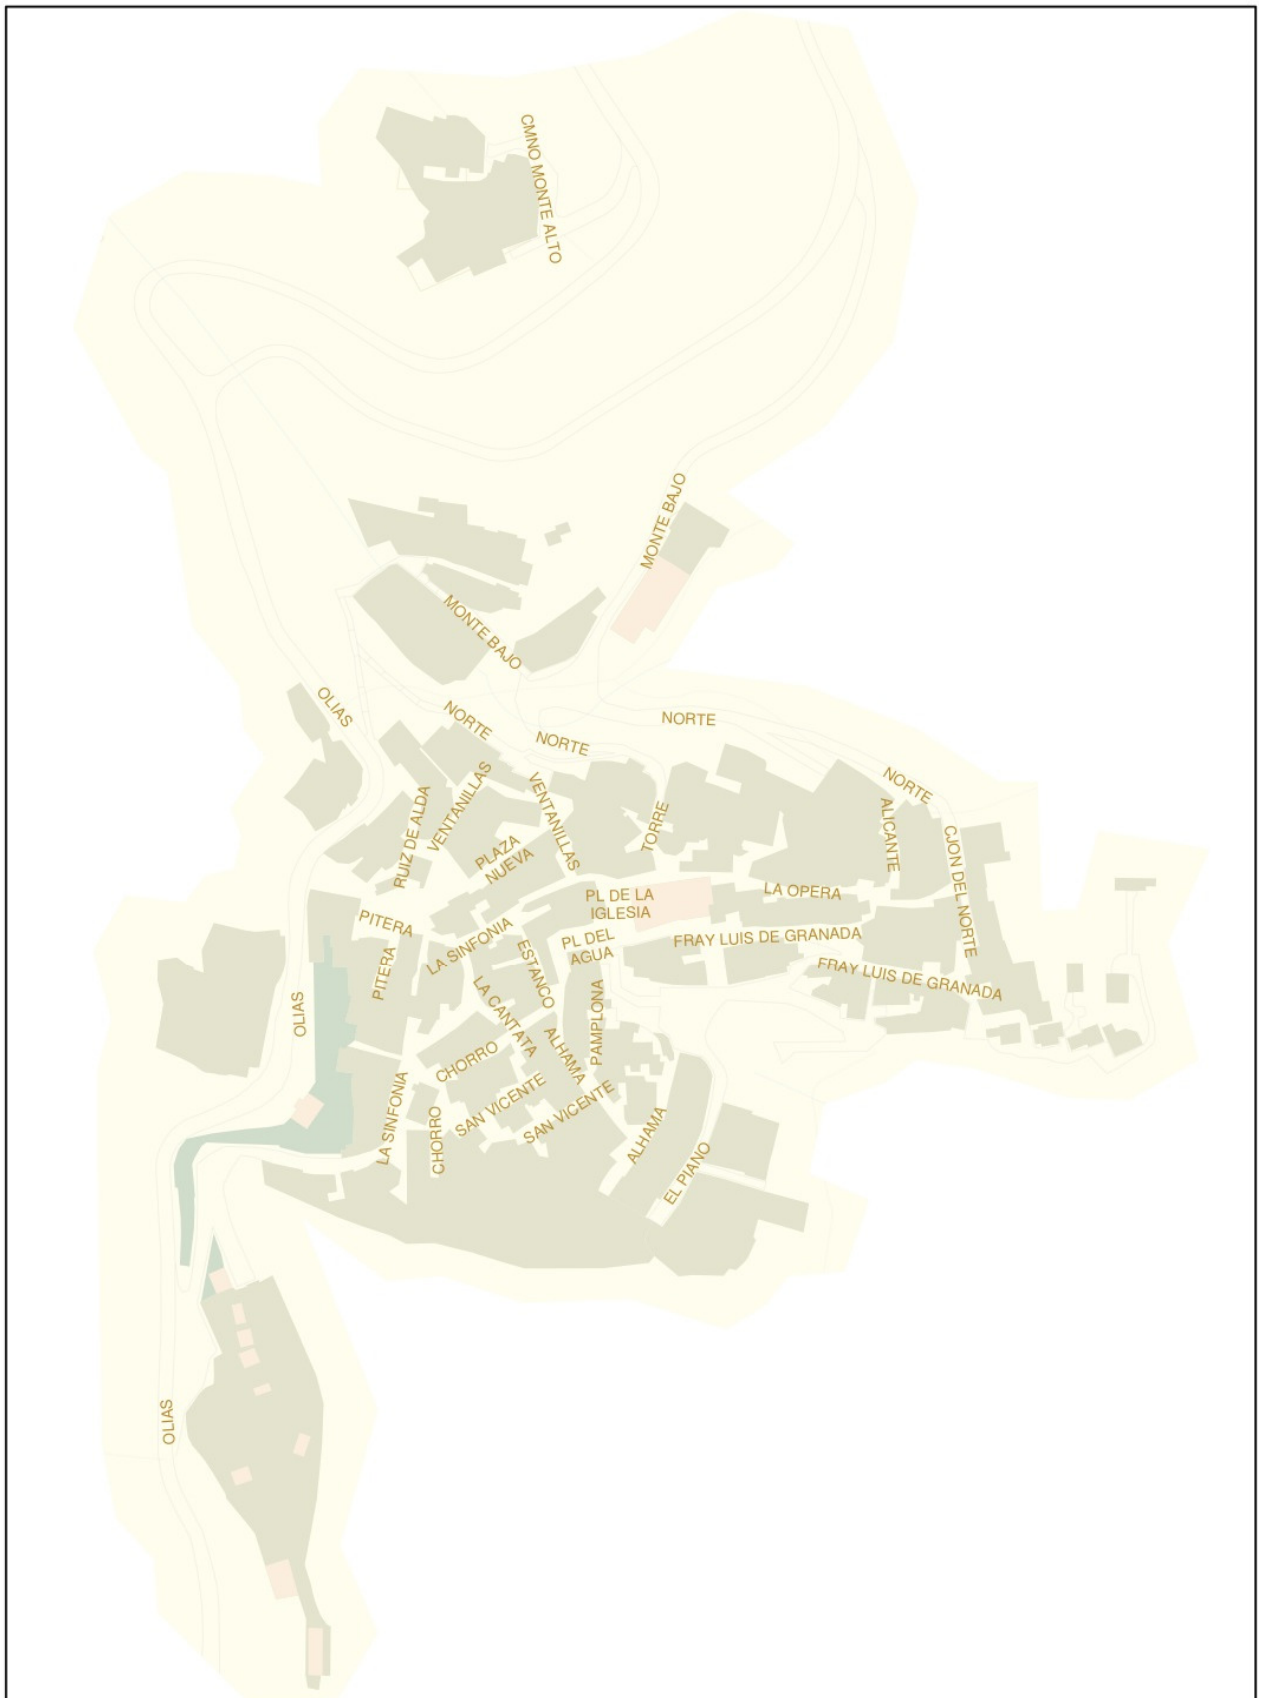 CMNO MONTE ALTO
MONTE BAJO
MONTE BAJO
OLIAS
NORTE
NORTE
NORTE
NORTE
VENTANILLAS
VENTANILLAS
RUIZ DE ALDA
TORRE
ALICANTE
CJON DEL NORTE
PLAZA
NUEVA
PL DE LA
IGLESIA
LA OPERA
PITERA
PITERA
LA SINFONIA
PL DEL
AGUA
FRAY LUIS DE GRANADA
FRAY LUIS DE GRANADA
ESTANCO
OLIAS
LA CANTATA
PAMPLONA
ALHAMA
CHORRO
SAN VICENTE
SAN VICENTE
LA SINFONIA
CHORRO
ALHAMA
EL PIANO
OLIAS